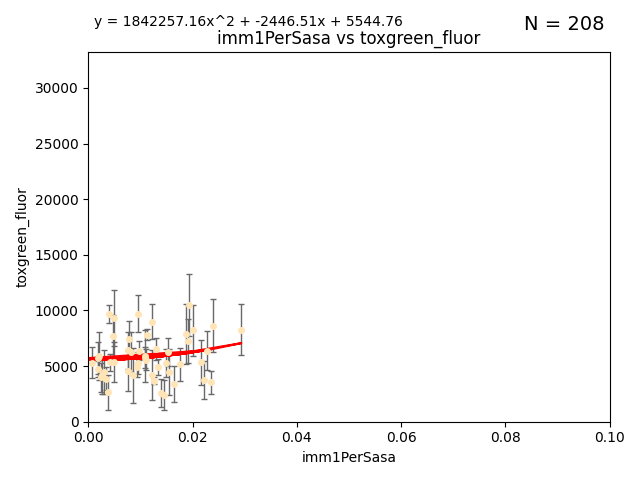 y = 1842257.16x^2 + -2446.51x + 5544.76
N = 208
imm1PerSasa vs toxgreen_fluor
30000
25000
20000
15000
10000
5000
0
toxgreen_fluor
0.00 0.02 0.04 0.06 0.08 0.10
imm1PerSasa